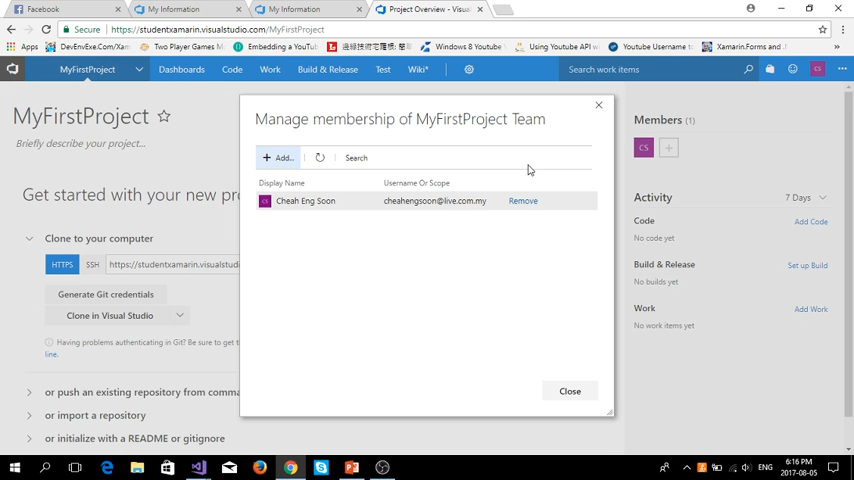 Facebook
My Information
My Information
Project Overview - Visua
Secure
https://studentxamarin.visualstudio.com/MyFirstProject
Apps
DevEnvExe.Com/Xam
Two Player Games
Embedding a YouTub
Windows 8 Youtube
Using Youtube API
Youtube Username to
Xamarin.Forms and J
MyFirstProject
Dashboards
Code
Work
Build & Release
Test
Wiki*
Search work items
CS
MyFirstProject
Briefly describe your project...
Get started with your new pro
Clone to your computer
HTTPS
SSH
https://studentxamarin.visualstudi
Generate Git credentials
Clone in Visual Studio
Having problems authenticating in Git? Be sure to get t
line.
or push an existing repository from comma
or import a repository
or initialize with a README or gitignore
Manage membership of MyFirstProject Team
+ Add...
Search
Display Name
Username Or Scope
CS
Cheah Eng Soon
cheahengsoon@live.com.my
Remove
Close
Members (1)
CS
Activity
7 Days
Code
Add Code
No code yet
Build & Release
Set up Build
No builds yet
Work
Add Work
No work items yet
ENG
6:16 PM
2017-08-05